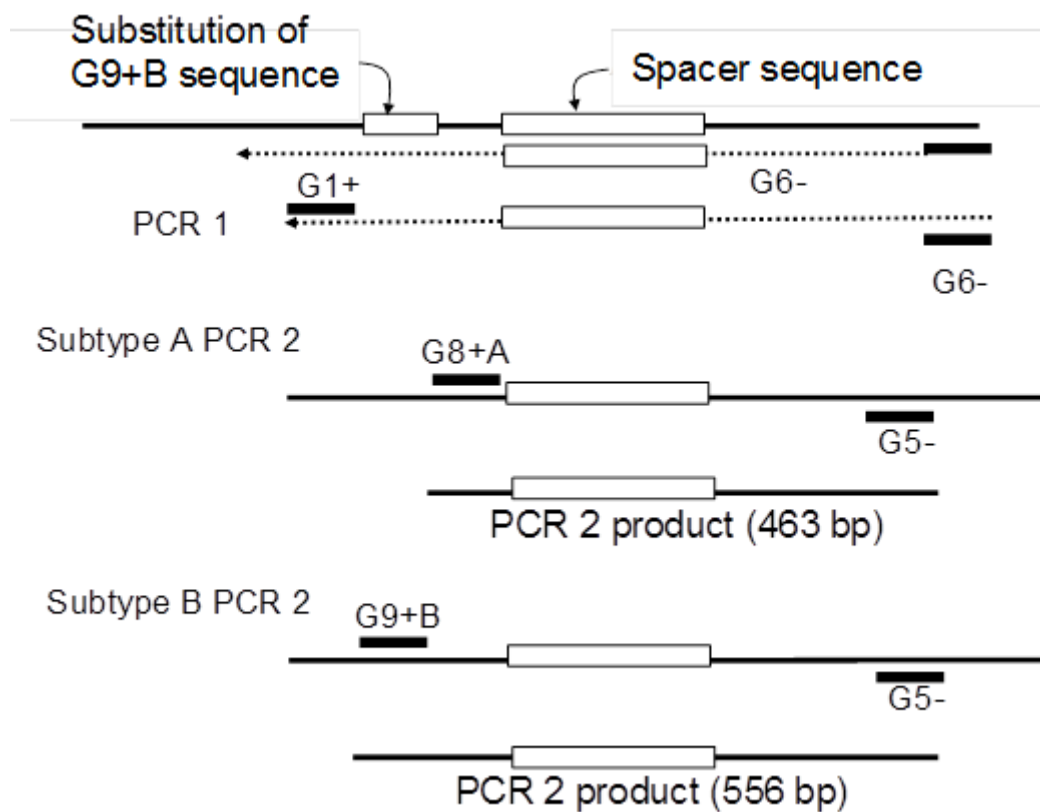 Substitution of
G9+B sequence
Spacer sequence
G1+
G6-
PCR 1
G6-
Subtype A PCR 2
G8+A
G5-
PCR 2 product (463 bp)
Subtype B PCR 2
G9+B
G5-
PCR 2 product (556 bp)